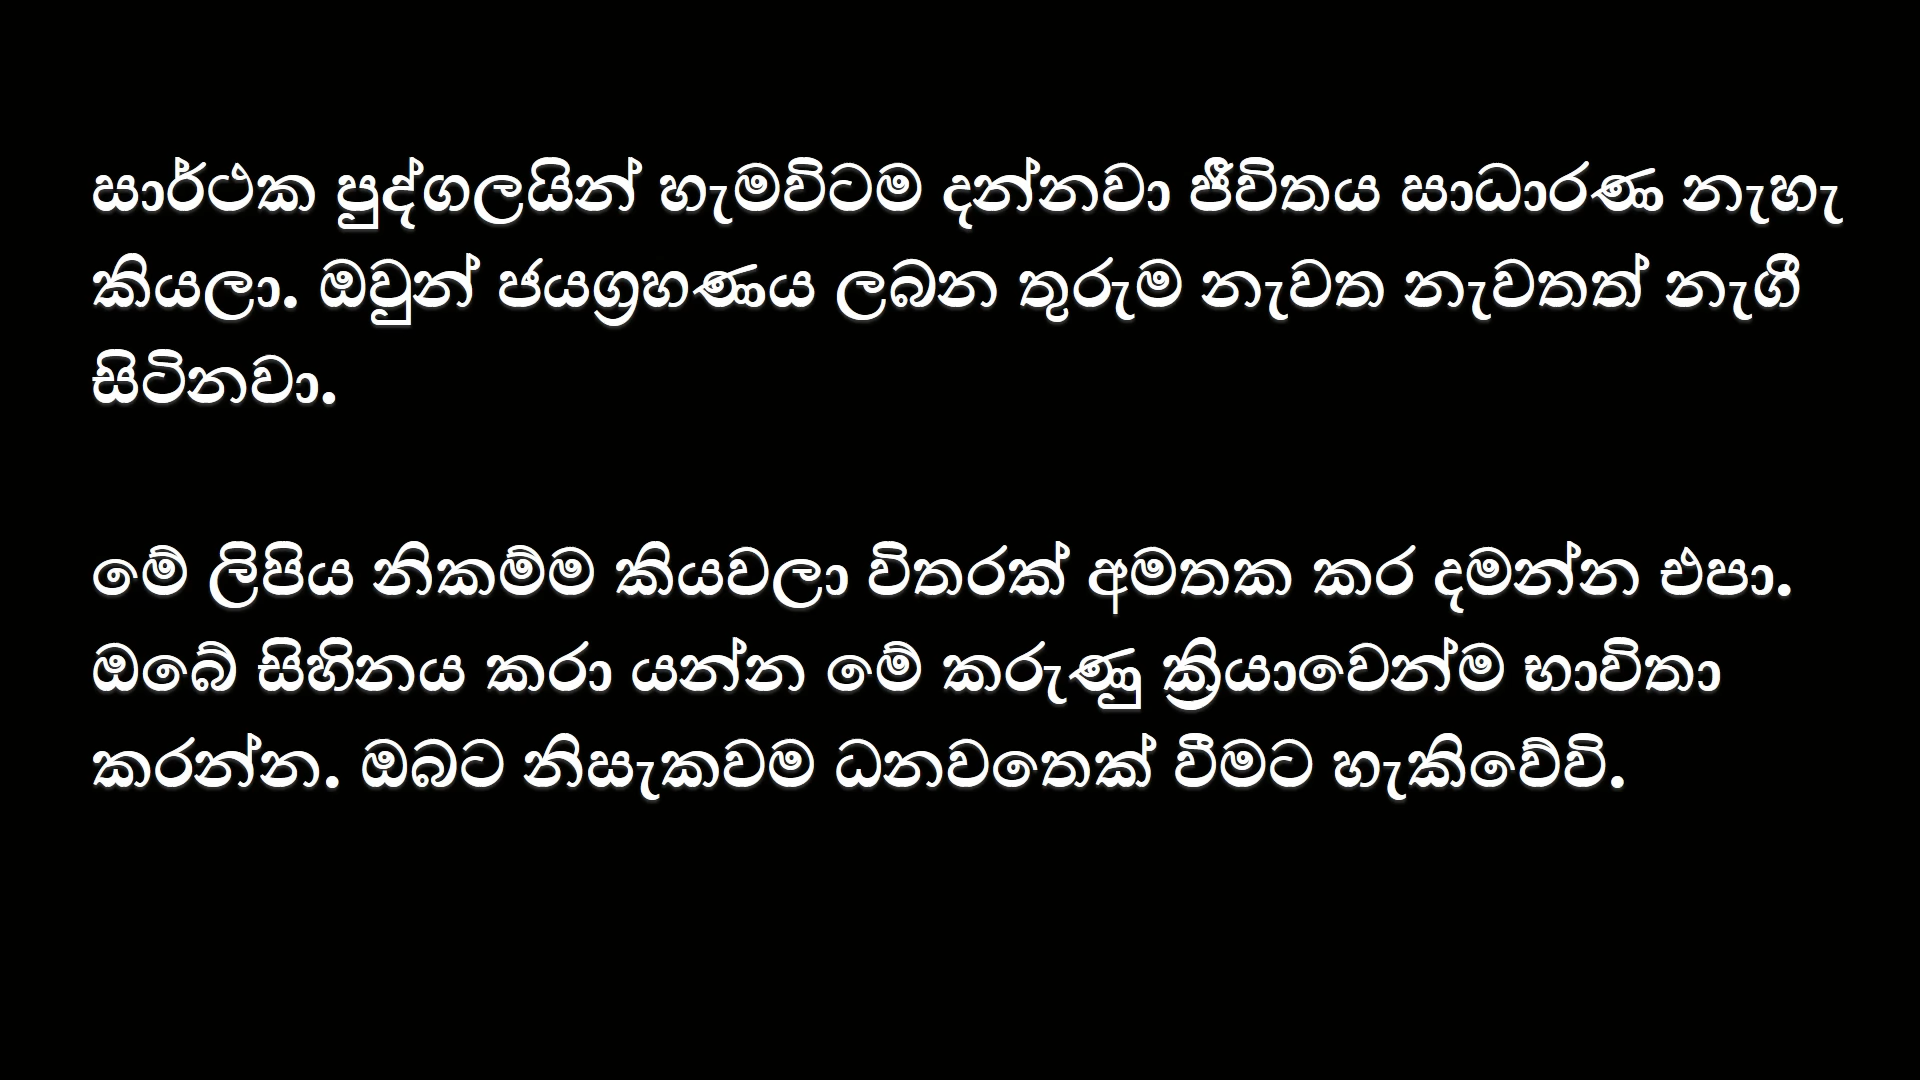 සාර්ථක පුද්ගලයින් හැමවිටම දන්නවා ජීවිතය සාධාරණ නැහැ
කියලා. ඔවුන් ජයග්‍රහණය ලබන තුරුම නැවත නැවතත් නැගී
සිටිනවා.
මේ ලිපිය නිකම්ම කියවලා විතරක් අමතක කර දමන්න එපා.
ඔබේ සිහිනය කරා යන්න මේ කරුණු ක්‍රියාවෙන්ම භාවිතා
කරන්න. ඔබට නිසැකවම ධනවතෙක් වීමට හැකිවේවි.